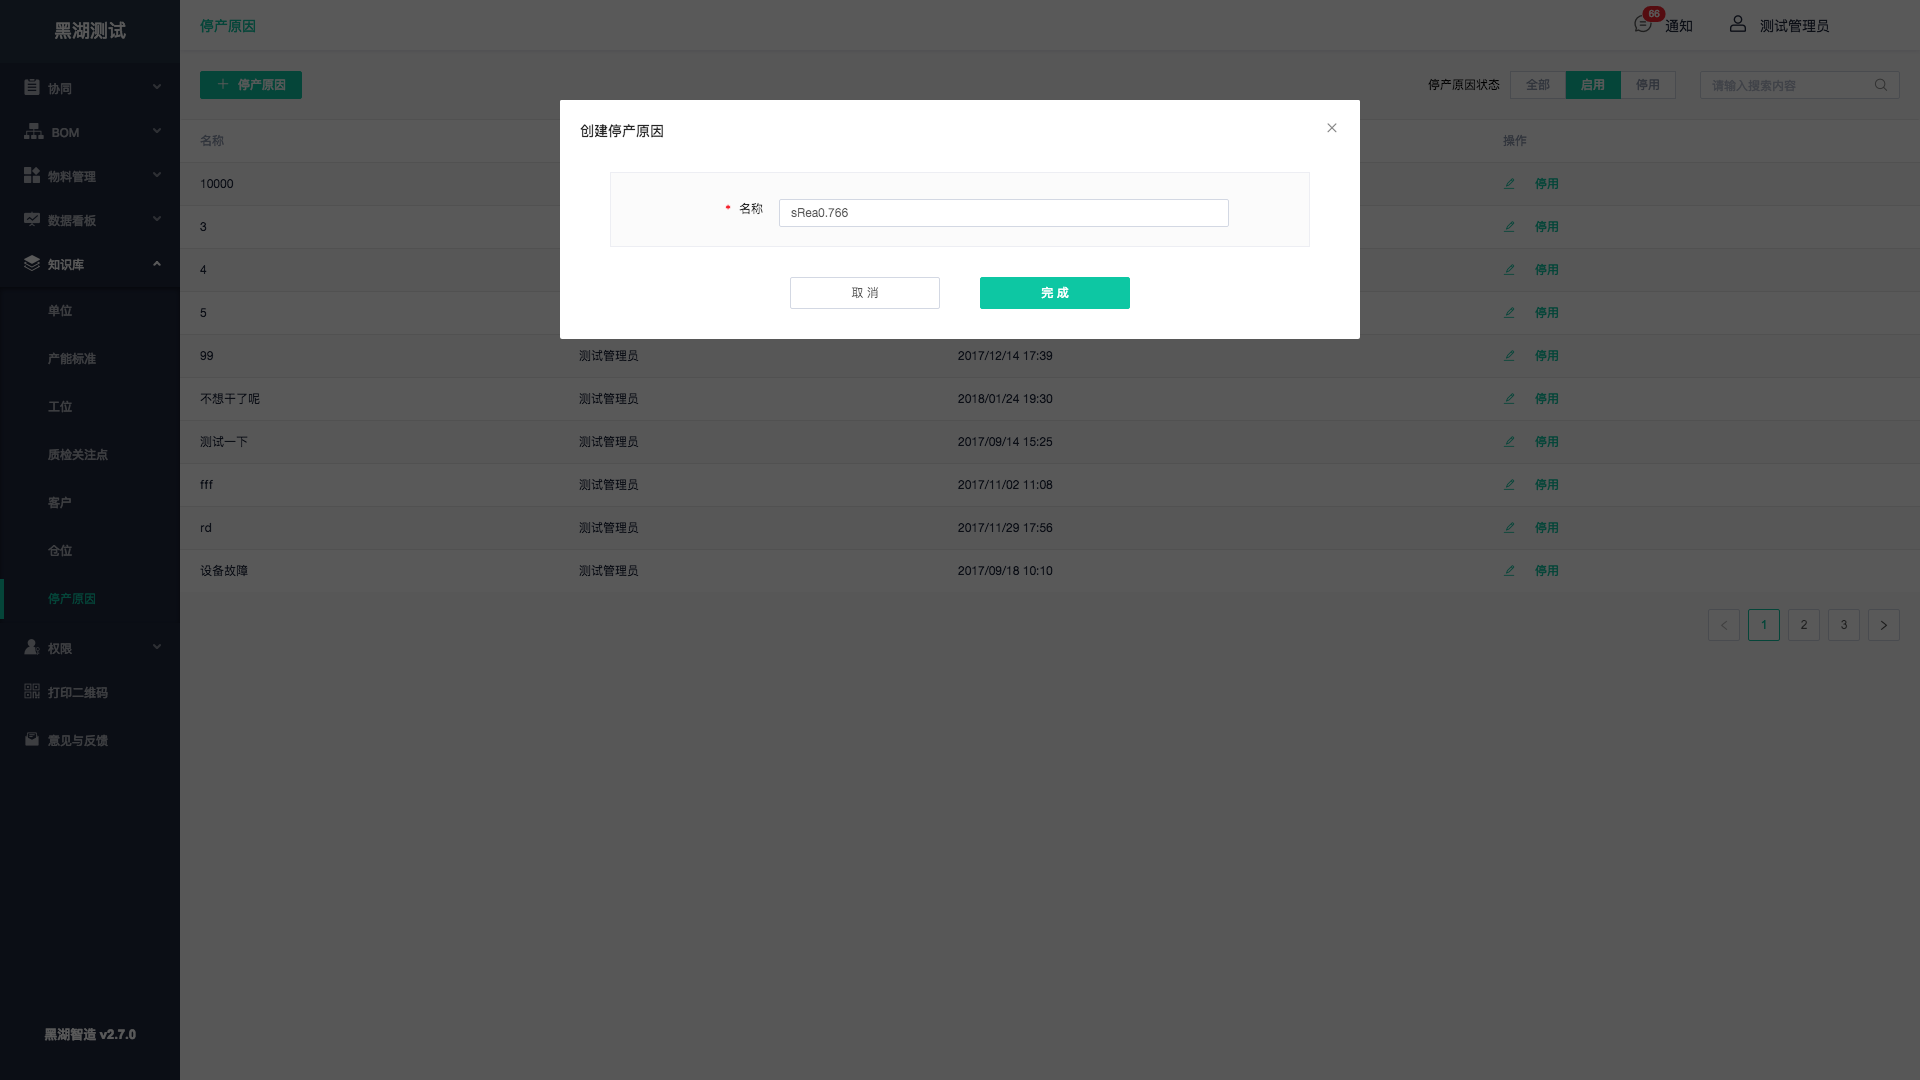 黑湖测试
停产原因
66
通知
测试管理员
协同
BOM
物料管理
数据看板
知识库
单位
产能标准
工位
质检关注点
客户
仓位
停产原因
权限
打印二维码
意见与反馈
黑湖智造 v2.7.0
停产原因
停产原因状态
全部
启用
停用
请输入搜索内容
名称
操作
10000
停用
3
停用
4
停用
5
停用
创建停产原因
* 名称
sRea0.766
取 消
完 成
99 测试管理员 2017/12/14 17:39 停用
不想干了呢 测试管理员 2018/01/24 19:30 停用
测试一下 测试管理员 2017/09/14 15:25 停用
fff 测试管理员 2017/11/02 11:08 停用
rd 测试管理员 2017/11/29 17:56 停用
设备故障 测试管理员 2017/09/18 10:10 停用
1 2 3